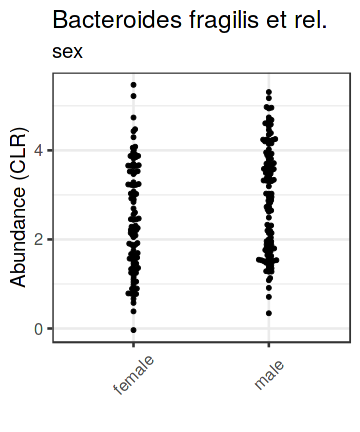 Bacteroides fragilis et rel.
sex
Abundance (CLR)
4
2
0
female
male